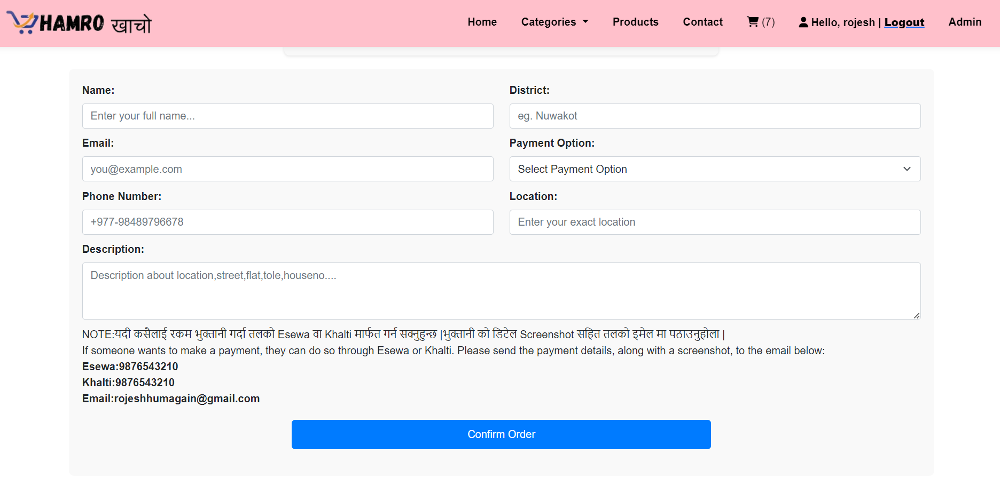 HAMRO खाचो
Home Categories Products Contact (7) Hello, rojesh | Logout Admin
Name:
Enter your full name...
District:
eg. Nuwakot
Email:
you@example.com
Payment Option:
Select Payment Option
Phone Number:
+977-98489796678
Location:
Enter your exact location
Description:
Description about location,street,flat,tole,houseno....
NOTE:यदी कसैलाई रकम भुक्तानी गर्दा तलको Esewa वा Khalti मार्फत गर्न सक्नुहुन्छ |भुक्तानी को डिटेल Screenshot सहित तलको इमेल मा पठाउनुहोला |
If someone wants to make a payment, they can do so through Esewa or Khalti. Please send the payment details, along with a screenshot, to the email below:
Esewa:9876543210
Khalti:9876543210
Email:rojeshhumagain@gmail.com
Confirm Order